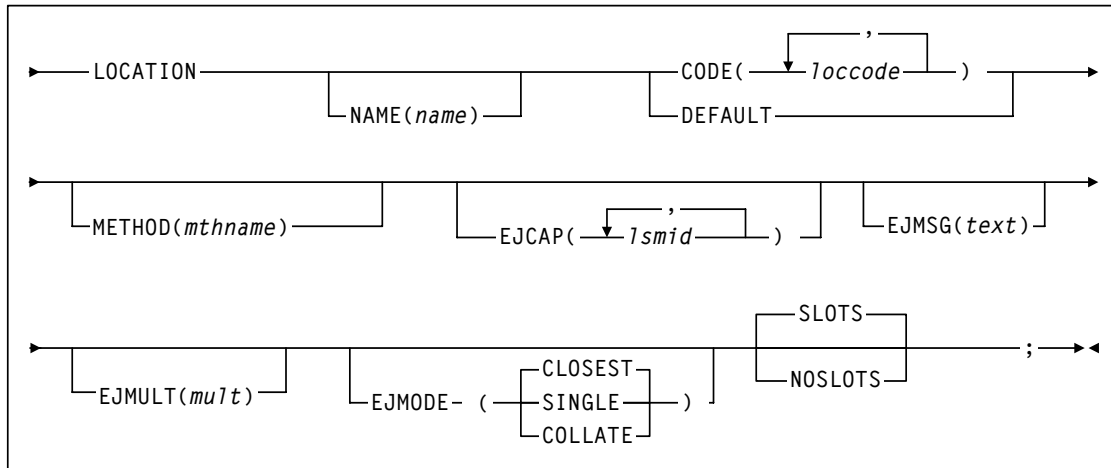 ,
LOCATION CODE( loccode )
NAME(name) DEFAULT
,
METHOD(mthname) EJCAP( lsmid ) EJMSG(text)
SLOTS
CLOSEST ;
EJMULT(mult) EJMODE ( SINGLE ) NOSLOTS
COLLATE